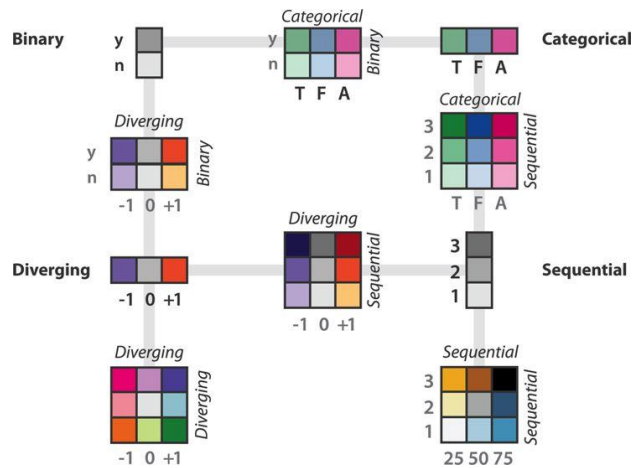 Categorical
Binary
y
n
y
n
Binary
T F A
T F A
Categorical
Diverging
Categorical
y
n
Binary
-1 0 +1
3
2
1
Sequential
T F A
Diverging
Diverging
-1 0 +1
Sequential
-1 0 +1
3
2
1
Sequential
Diverging
Diverging
-1 0 +1
Sequential
3
2
1
Sequential
25 50 75